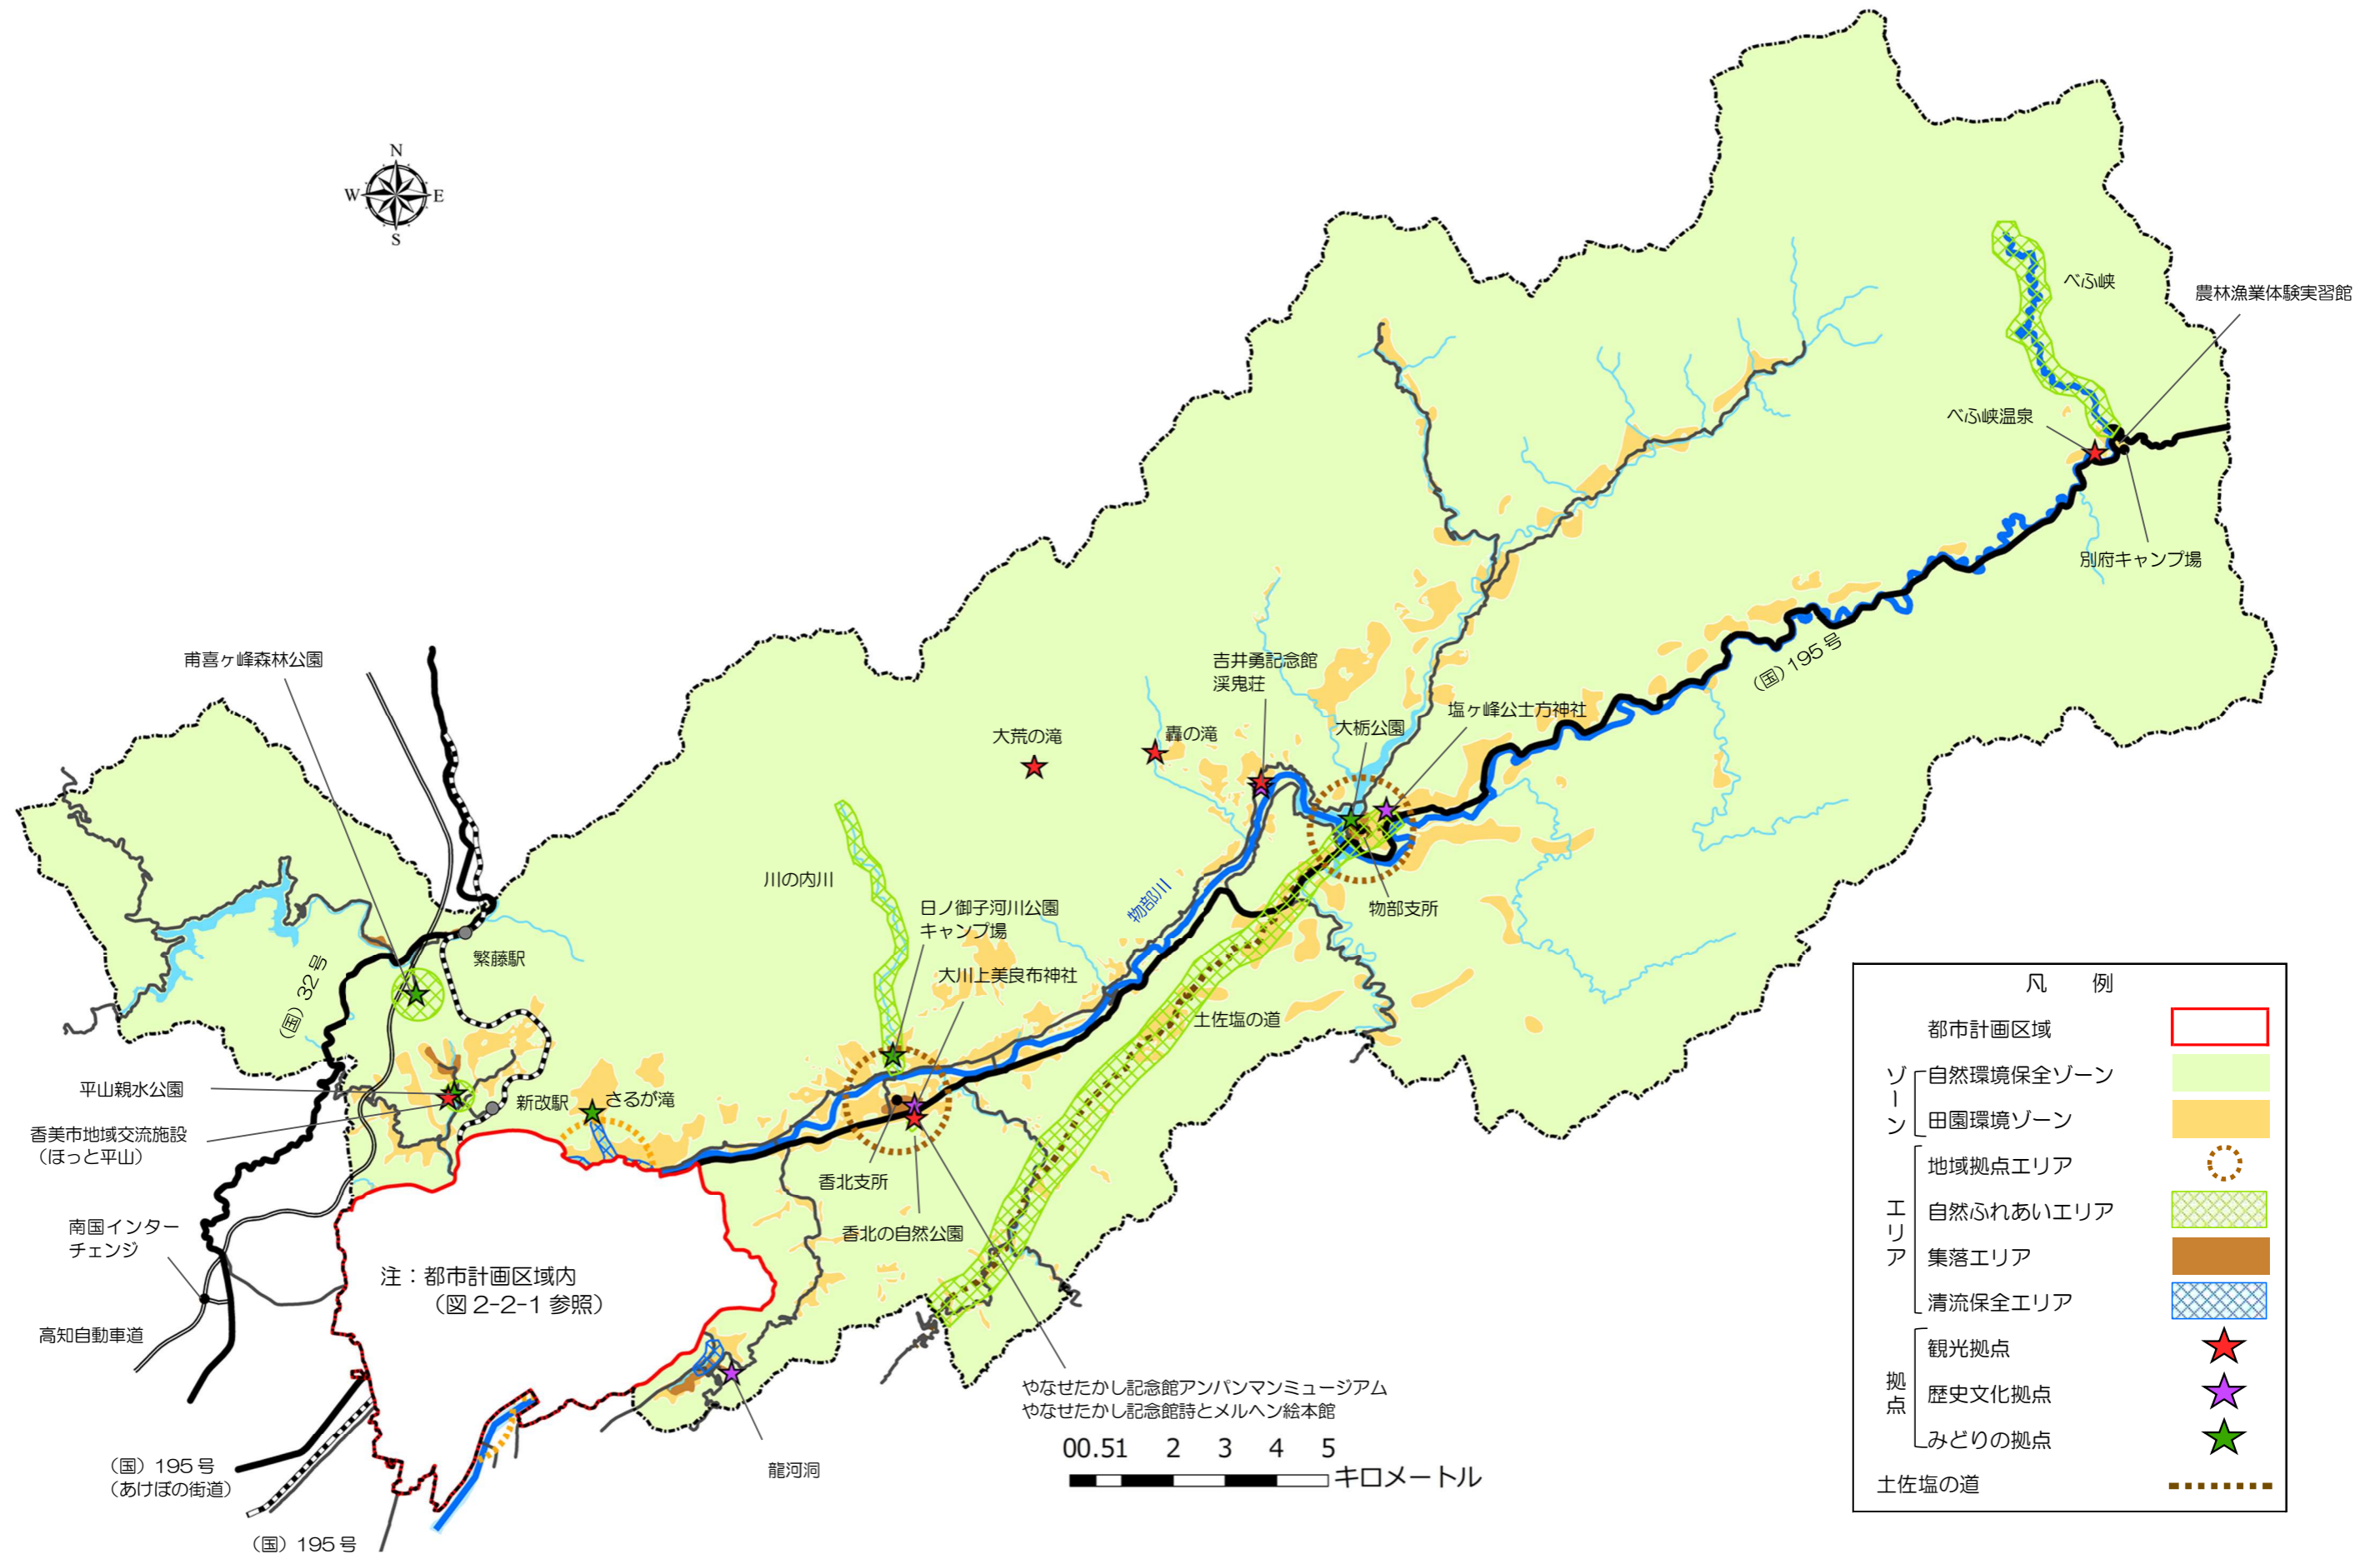 N
W
E
S
べふ峡
農林漁業体験実習館
べふ峡温泉
別府キャンプ場
(国) 195 号
甫喜ヶ峰森林公園
吉井勇記念館
渓鬼荘
塩ヶ峰公士方神社
大栃公園
大荒の滝
轟の滝
川の内川
日ノ御子河川公園
キャンプ場
大川上美良布神社
物部川
物部支所
繁藤駅
(国) 32 号
土佐塩の道
平山親水公園
新改駅
さるが滝
香美市地域交流施設
(ほっと平山)
香北支所
香北の自然公園
南国インター
チェンジ
注：都市計画区域内
(図 2-2-1 参照)
高知自動車道
やなせたかし記念館アンパンマンミュージアム
やなせたかし記念館詩とメルヘン絵本館
龍河洞
(国) 195 号
(あけぼの街道)
(国) 195 号
00.51 2 3 4 5
キロメートル
凡 例
都市計画区域
ゾーン
自然環境保全ゾーン
田園環境ゾーン
エリア
地域拠点エリア
自然ふれあいエリア
集落エリア
清流保全エリア
拠点
観光拠点
歴史文化拠点
みどりの拠点
土佐塩の道